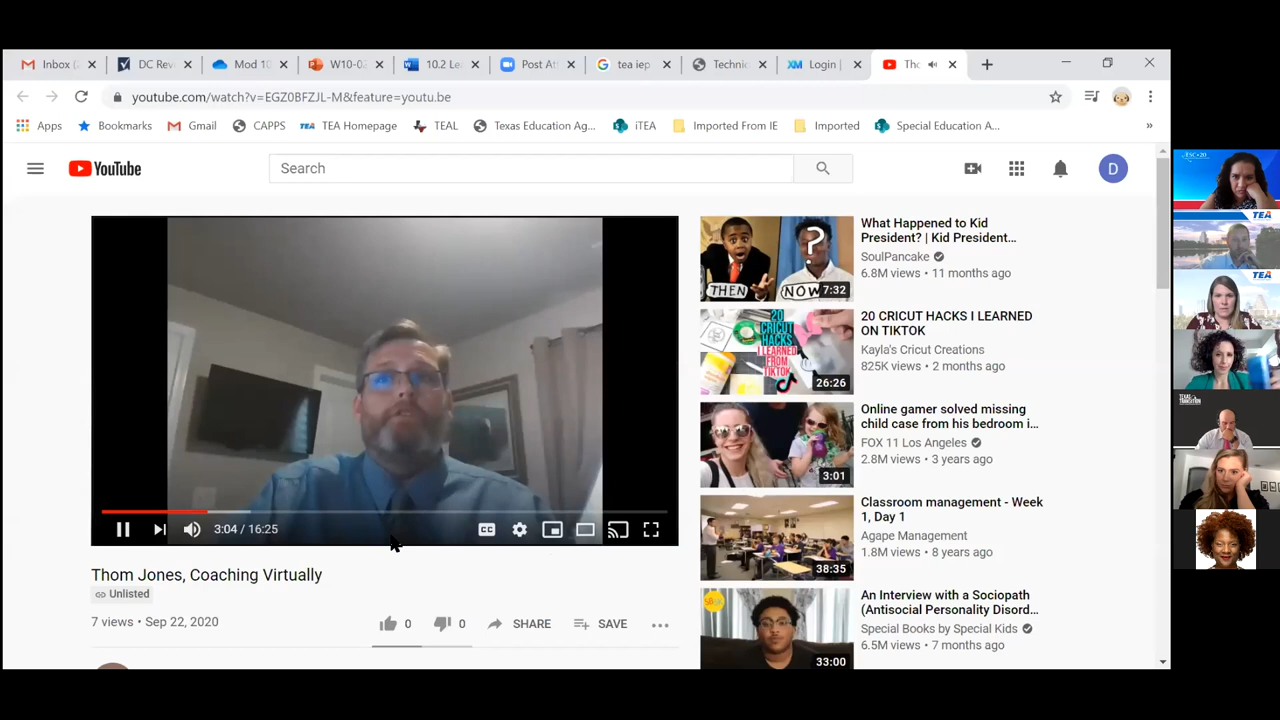 Inbox (
DC Rev
Mod 10
W10-02
10.2 Le
Post At
tea iep
Technic
XM Login |
Tho
youtube.com/watch?v=EGZ0BFZJL-M&feature=youtu.be
Apps
Bookmarks
Gmail
CAPPS
TEA Homepage
TEAL
Texas Education Ag...
iTEA
Imported From IE
Imported
Special Education A...
»
YouTube
Search
D
3:04 / 16:25
CC
Thom Jones, Coaching Virtually
Unlisted
7 views • Sep 22, 2020
0
0
SHARE
SAVE
THEN
NOW
?
7:32
What Happened to Kid
President? | Kid President...
SoulPancake
6.8M views • 11 months ago
20
CRICUT
HACKS
I LEARNED
FROM
TIKTOK
26:26
20 CRICUT HACKS I LEARNED
ON TIKTOK
Kayla's Cricut Creations
825K views • 2 months ago
3:01
Online gamer solved missing
child case from his bedroom i...
FOX 11 Los Angeles
2.8M views • 3 years ago
38:35
Classroom management - Week
1, Day 1
Agape Management
1.8M views • 8 years ago
33:00
An Interview with a Sociopath
(Antisocial Personality Disord...
Special Books by Special Kids
6.5M views • 7 months ago
TEA
TEA